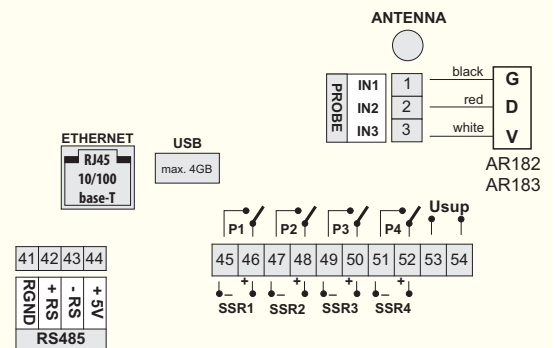 ANTENNA
PROBE
IN1 1 black G
IN2 2 red D
IN3 3 white V
AR182
AR183
ETHERNET
RJ45
10/100
base-T
USB
max. 4GB
P1 P2 P3 P4 Usup
45 46 47 48 49 50 51 52 53 54
– + – + – + – +
SSR1 SSR2 SSR3 SSR4
41 42 43 44
RGND
+ RS
- RS
+ 5V
RS485